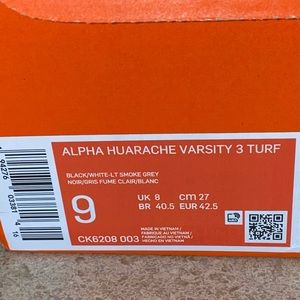 ALPHA HUARACHE VARSITY 3 TURF
BLACK/WHITE-LT SMOKE GREY
NOIR/GRIS FUME CLAIR/BLANC
9
UK 8 cm 27
BR 40.5 EUR 42.5
CK6208 003
MADE IN VIETNAM /
FABRIQUE AU VIETNAM /
FABRICADO NO VIETNÃ /
HECHO EN VIETNAM